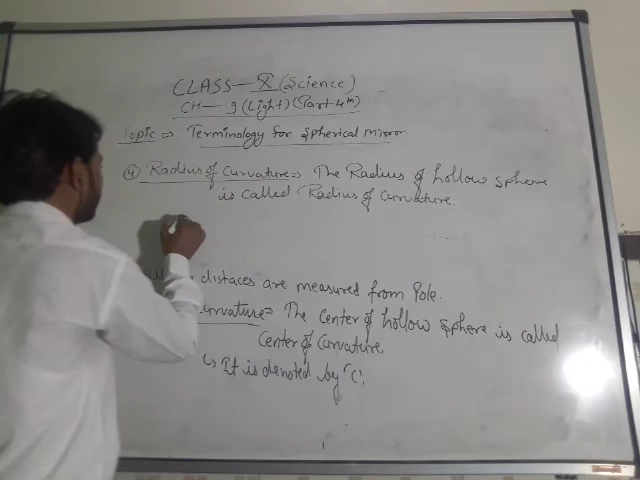 CLASS — X (Science)
CH — 9 (Light) (Part-4th)
Topic => Terminology for Spherical mirror
④ Radius of Curvature => The Radius of hollow sphere
is called Radius of Curvature.
distaces are measured from Pole.
Curvature => The Center of hollow sphere is called
Center of Curvature.
↳ It is denoted by 'C'.